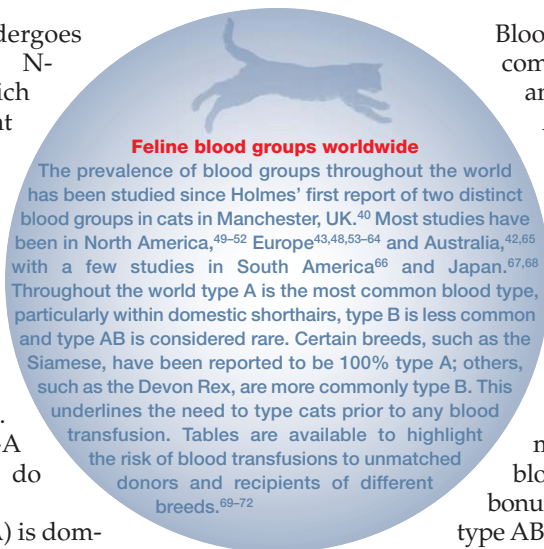 dergoes
N-
ich
nt
.
-A
do
A) is dom-
Feline blood groups worldwide
The prevalence of blood groups throughout the world
has been studied since Holmes’ first report of two distinct
blood groups in cats in Manchester, UK.40 Most studies have
been in North America,49–52 Europe43,48,53–64 and Australia,42,65
with a few studies in South America66 and Japan.67,68
Throughout the world type A is the most common blood type,
particularly within domestic shorthairs, type B is less common
and type AB is considered rare. Certain breeds, such as the
Siamese, have been reported to be 100% type A; others,
such as the Devon Rex, are more commonly type B. This
underlines the need to type cats prior to any blood
transfusion. Tables are available to highlight
the risk of blood transfusions to unmatched
donors and recipients of different
breeds.69–72
Bloo
com
an
m
blo
bonu
type AB